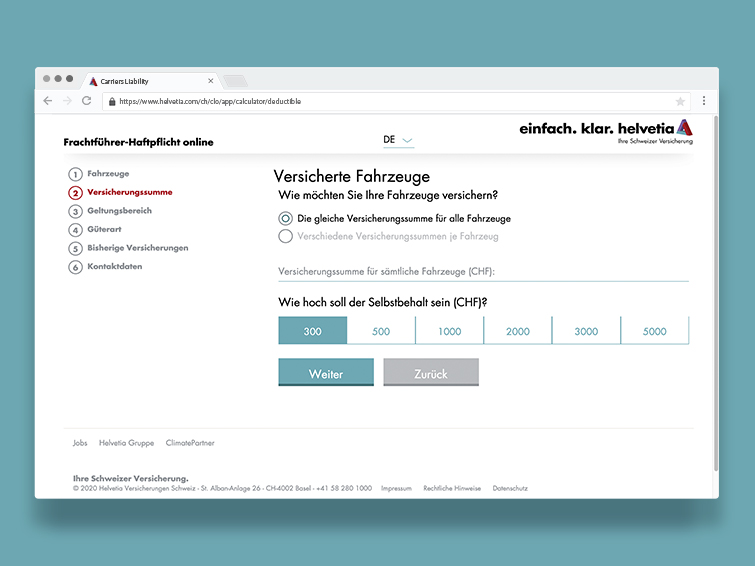 Carriers Liability
https://www.helvetia.com/ch/clo/app/calculator/deductible
Frachtführer-Haftpflicht online
DE
einfach. klar. helvetia
Ihre Schweizer Versicherung
1 Fahrzeuge
2 Versicherungssumme
3 Geltungsbereich
4 Güterart
5 Bisherige Versicherungen
6 Kontaktdaten
Versicherte Fahrzeuge
Wie möchten Sie Ihre Fahrzeuge versichern?
Die gleiche Versicherungssumme für alle Fahrzeuge
Verschiedene Versicherungssummen je Fahrzeug
Versicherungssumme für sämtliche Fahrzeuge (CHF):
Wie hoch soll der Selbstbehalt sein (CHF)?
300 500 1000 2000 3000 5000
Weiter Zurück
Jobs Helvetia Gruppe ClimatePartner
Ihre Schweizer Versicherung.
© 2020 Helvetia Versicherungen Schweiz - St. Alban-Anlage 26 - CH-4002 Basel - +41 58 280 1000 Impressum Rechtliche Hinweise Datenschutz